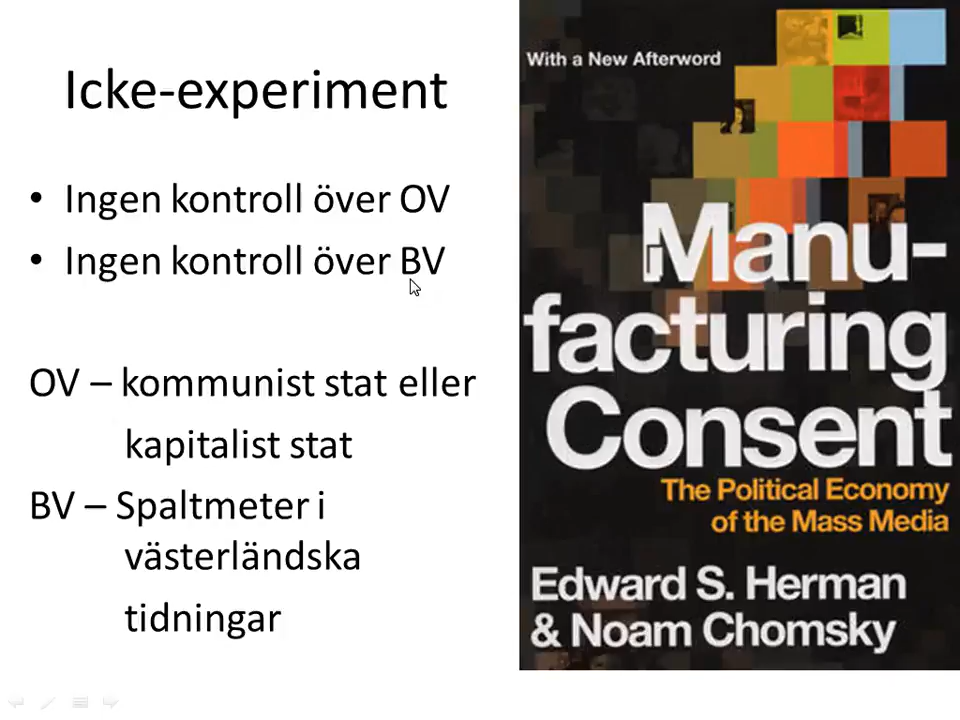 Icke-experiment
• Ingen kontroll över OV
• Ingen kontroll över BV
OV – kommunist stat eller
kapitalist stat
BV – Spaltmeter i
västerländska
tidningar
With a New Afterword
Manu-
facturing
Consent
The Political Economy
of the Mass Media
Edward S. Herman
& Noam Chomsky